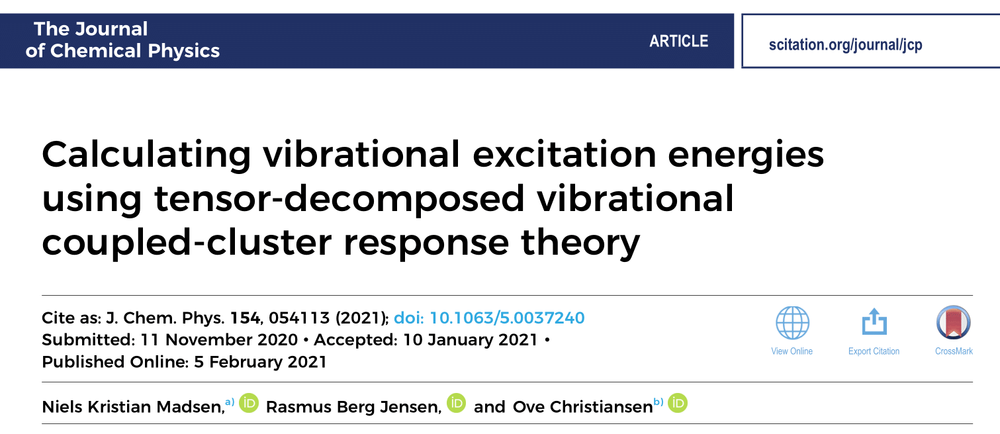 The Journal
of Chemical Physics
ARTICLE
scitation.org/journal/jcp
Calculating vibrational excitation energies
using tensor-decomposed vibrational
coupled-cluster response theory
Cite as: J. Chem. Phys. 154, 054113 (2021); doi: 10.1063/5.0037240
Submitted: 11 November 2020 • Accepted: 10 January 2021 •
Published Online: 5 February 2021
View Online
Export Citation
CrossMark
Niels Kristian Madsen,a) iD Rasmus Berg Jensen, iD and Ove Christiansenb) iD